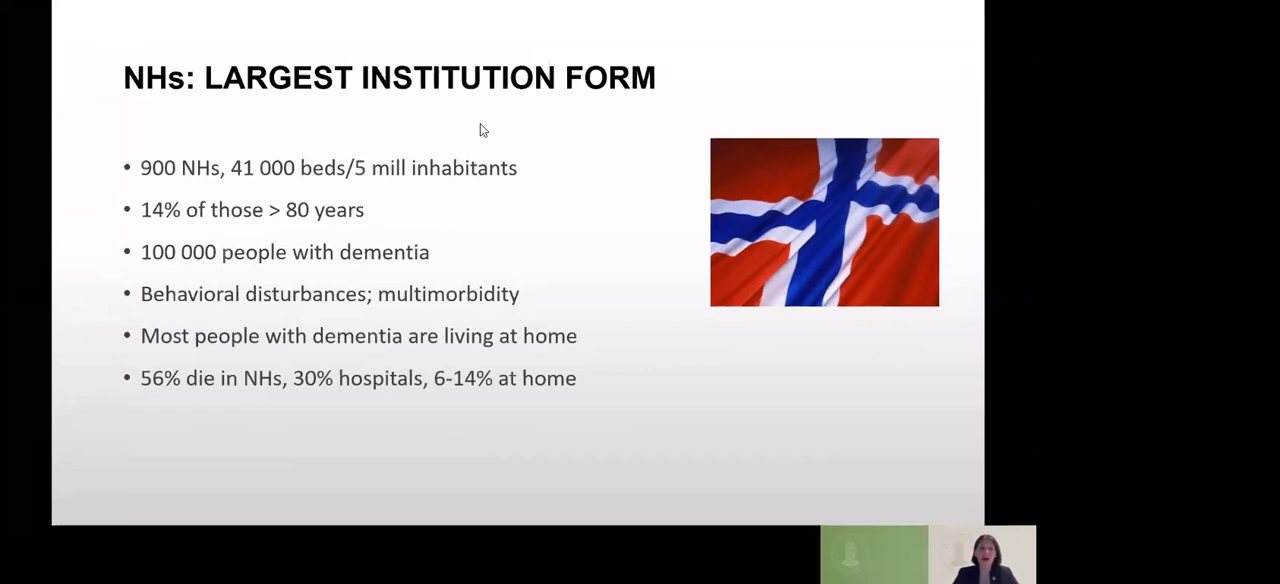 NHs: LARGEST INSTITUTION FORM
• 900 NHs, 41 000 beds/5 mill inhabitants
• 14% of those > 80 years
• 100 000 people with dementia
• Behavioral disturbances; multimorbidity
• Most people with dementia are living at home
• 56% die in NHs, 30% hospitals, 6-14% at home